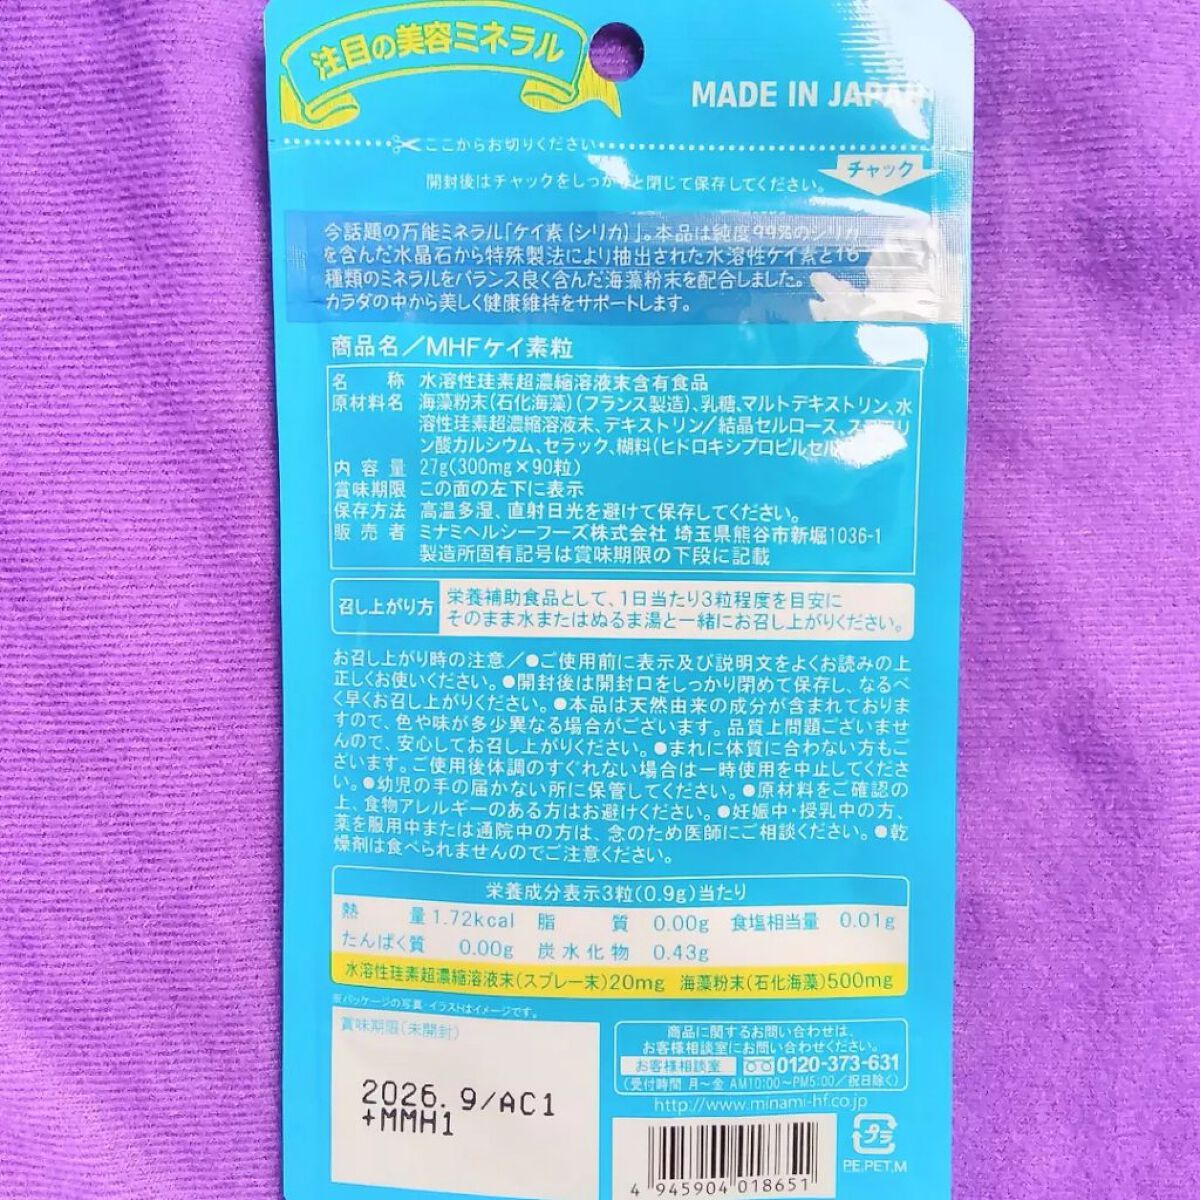 注目の美容ミネラル
MADE IN JAPAN
ここからお切りください
チャック
開封後はチャックをしっかりと閉じて保存してください。
今話題の万能ミネラル「ケイ素(シリカ)」。本品は純度99%のシリカ
を含んだ水晶石から特殊製法により抽出された水溶性ケイ素と18
種類のミネラルをバランス良く含んだ海藻粉末を配合しました。
カラダの中から美しく健康維持をサポートします。
商品名/MHFケイ素粒
名称 水溶性珪素超濃縮溶液末含有食品
原材料名 海藻粉末(石化海藻)(フランス製造)、乳糖、マルトデキストリン、水
溶性珪素超濃縮溶液末、デキストリン/結晶セルロース、ステアリ
ン酸カルシウム、セラック、糊料(ヒドロキシプロピルセル
内容量 27g(300mg×90粒)
賞味期限 この面の左下に表示
保存方法 高温多湿、直射日光を避けて保存してください。
販売者 ミナミヘルシーフーズ株式会社 埼玉県熊谷市新堀1036-1
製造所固有記号は賞味期限の下段に記載
召し上がり方
栄養補助食品として、1日当たり3粒程度を目安に
そのまま水またはぬるま湯と一緒にお召し上がりください。
お召し上がり時の注意/●ご使用前に表示及び説明文をよくお読みの上
正しくお使いください。●開封後は開封口をしっかり閉めて保存し、なるべ
く早くお召し上がりください。●本品は天然由来の成分が含まれておりま
すので、色や味が多少異なる場合がございます。品質上問題ございませ
んので、安心してお召し上がりください。●まれに体質に合わない方もご
ざいます。ご使用後体調のすぐれない場合は一時使用を中止してくださ
い。●幼児の手の届かない所に保管してください。●原材料をご確認の
上、食物アレルギーのある方はお避けください。●妊娠中・授乳中の方、
薬を服用中または通院中の方は、念のため医師にご相談ください。●乾
燥剤は食べられませんのでご注意ください。
栄養成分表示3粒(0.9g)当たり
熱量 1.72kcal 脂質 0.00g 食塩相当量 0.01g
たんぱく質 0.00g 炭水化物 0.43g
水溶性珪素超濃縮溶液末(スプレー末)20mg 海藻粉末(石化海藻)500mg
※パッケージの写真・イラストはイメージです。
賞味期限(未開封)
2026. 9/AC1
+MMH1
商品に関するお問い合わせは、
お客様相談室にお問い合わせください。
お客様相談室 0120-373-631
(受付時間 月～金 AM10:00～PM5:00/祝日除く)
http://www.minami-hf.co.jp
4 945904 018651
プラ
PE,PET,M